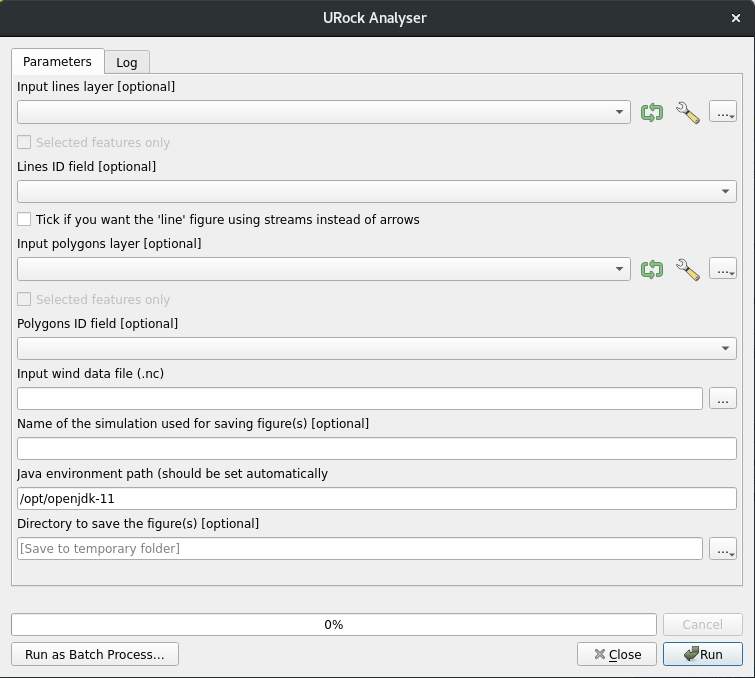 URock Analyser
Parameters
Log
Input lines layer [optional]
...
Selected features only
Lines ID field [optional]
Tick if you want the 'line' figure using streams instead of arrows
Input polygons layer [optional]
...
Selected features only
Polygons ID field [optional]
Input wind data file (.nc)
...
Name of the simulation used for saving figure(s) [optional]
Java environment path (should be set automatically
/opt/openjdk-11
Directory to save the figure(s) [optional]
[Save to temporary folder]
...
0%
Cancel
Run as Batch Process...
Close
Run